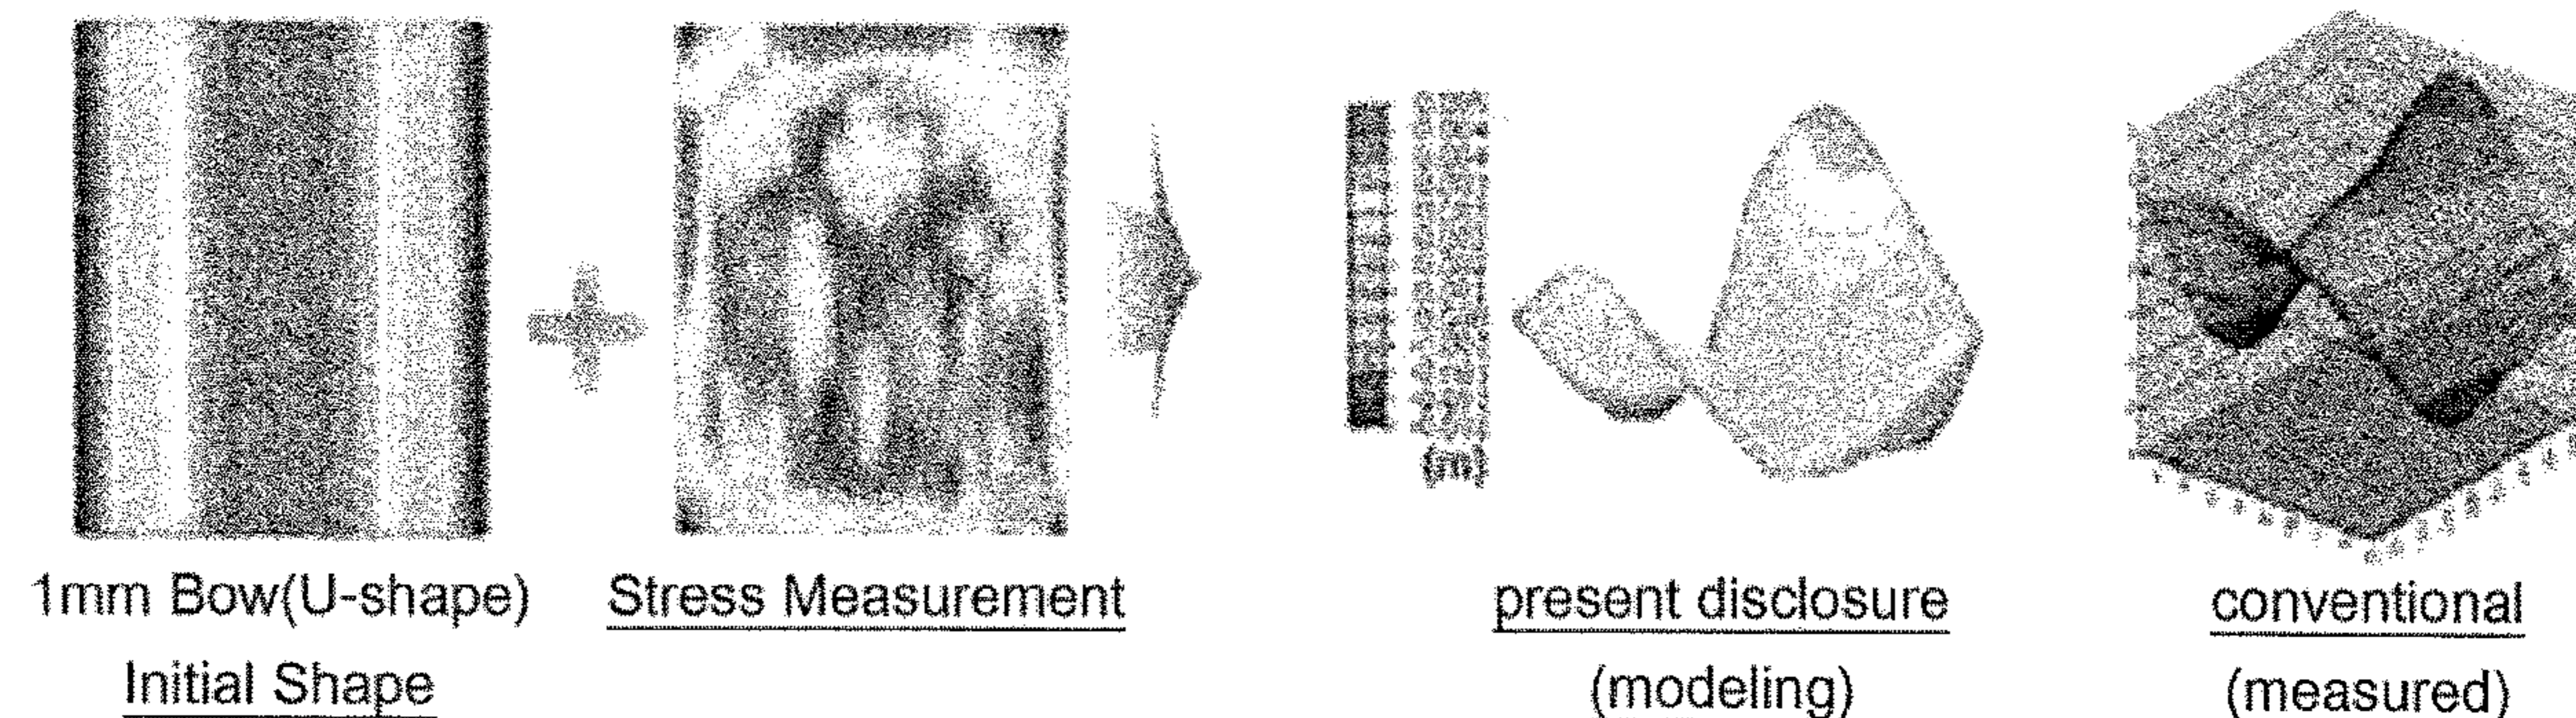 (m)
1mm Bow(U-shape)
Initial Shape
Stress Measurement
present disclosure
(modeling)
conventional
(measured)